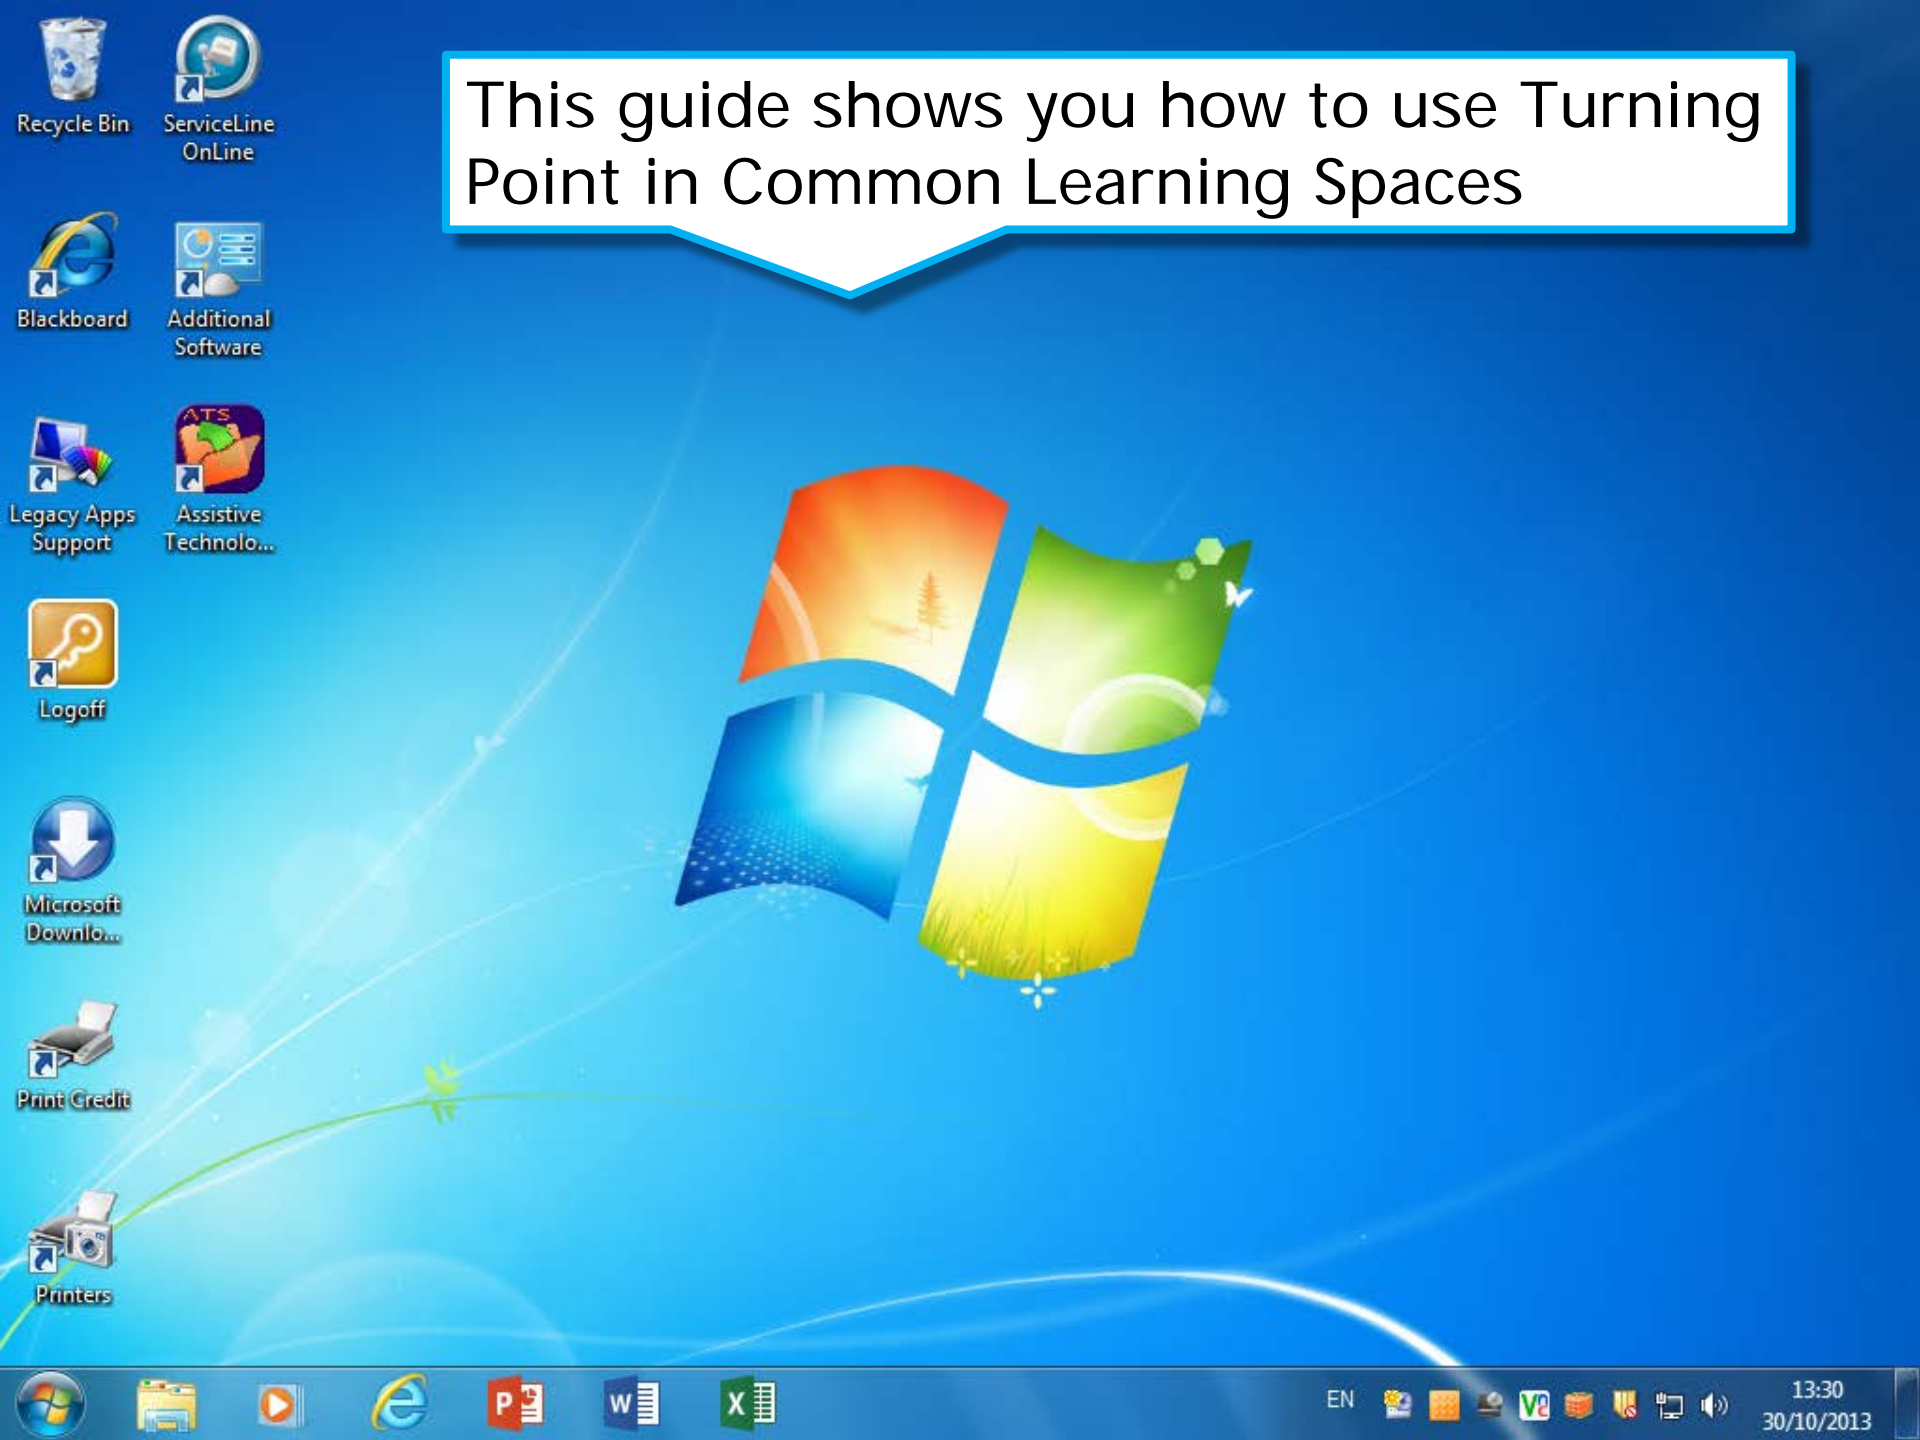 This guide shows you how to use Turning
Point in Common Learning Spaces
Recycle Bin
ServiceLine
OnLine
Blackboard
Additional
Software
Legacy Apps
Support
ATS
Assistive
Technolo...
Logoff
Microsoft
Downlo...
Print Credit
Printers
EN
13:30
30/10/2013